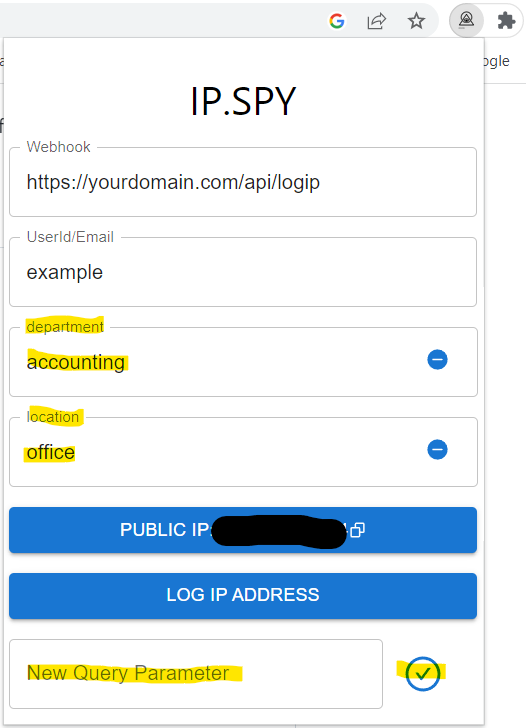 ogle
IP.SPY
Webhook
https://yourdomain.com/api/logip
UserId/Email
example
department
accounting
location
office
PUBLIC IP:
LOG IP ADDRESS
New Query Parameter